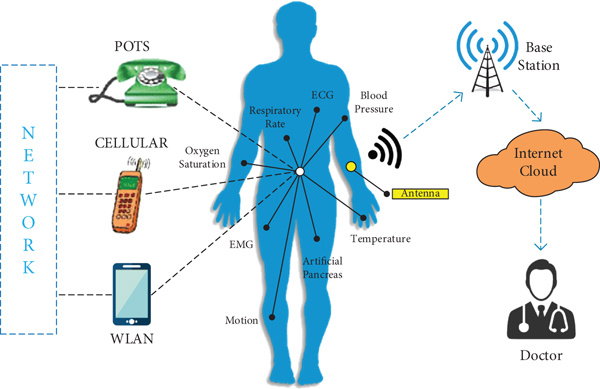 NETWORK
POTS
CELLULAR
WLAN
ECG
Blood
Pressure
Respiratory
Rate
Oxygen
Saturation
Antenna
Temperature
EMG
Artificial
Pancreas
Motion
Base
Station
Internet
Cloud
Doctor